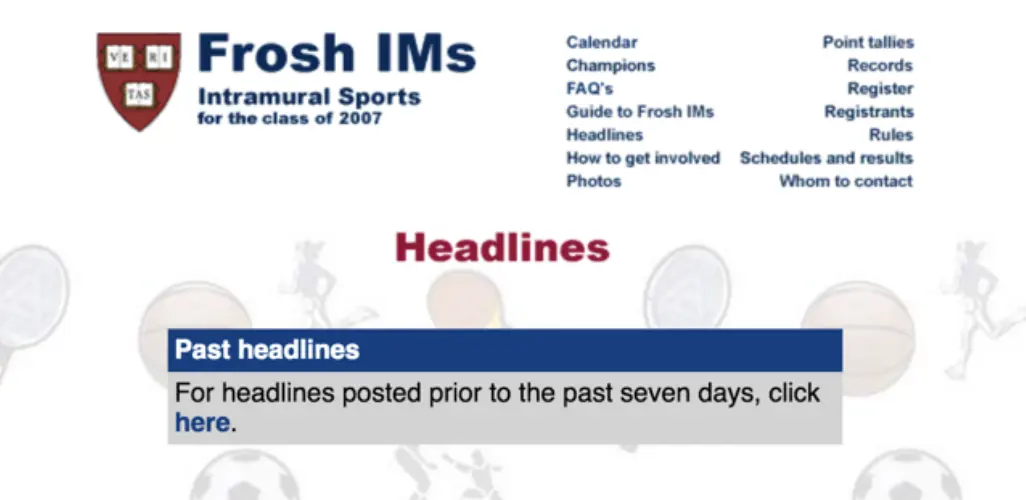 VE RI
TAS
Frosh IMs
Intramural Sports
for the class of 2007
Calendar
Champions
FAQ's
Guide to Frosh IMs
Headlines
How to get involved
Photos
Point tallies
Records
Register
Registrants
Rules
Schedules and results
Whom to contact
Headlines
Past headlines
For headlines posted prior to the past seven days, click
here.